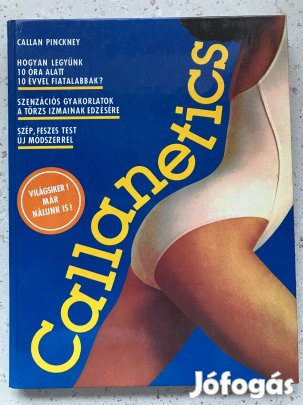 CALLAN PINCKNEY
HOGYAN LEGYÜNK
10 ÓRA ALATT
10 ÉVVEL FIATALABBAK?
SZENZÁCIÓS GYAKORLATOK
A TÖRZS IZMAINAK EDZÉSÉRE
SZÉP, FESZES TEST
ÚJ MÓDSZERREL
VILÁGSIKER!
MÁR
NÁLUNK IS!
Callanetics
Jófogás